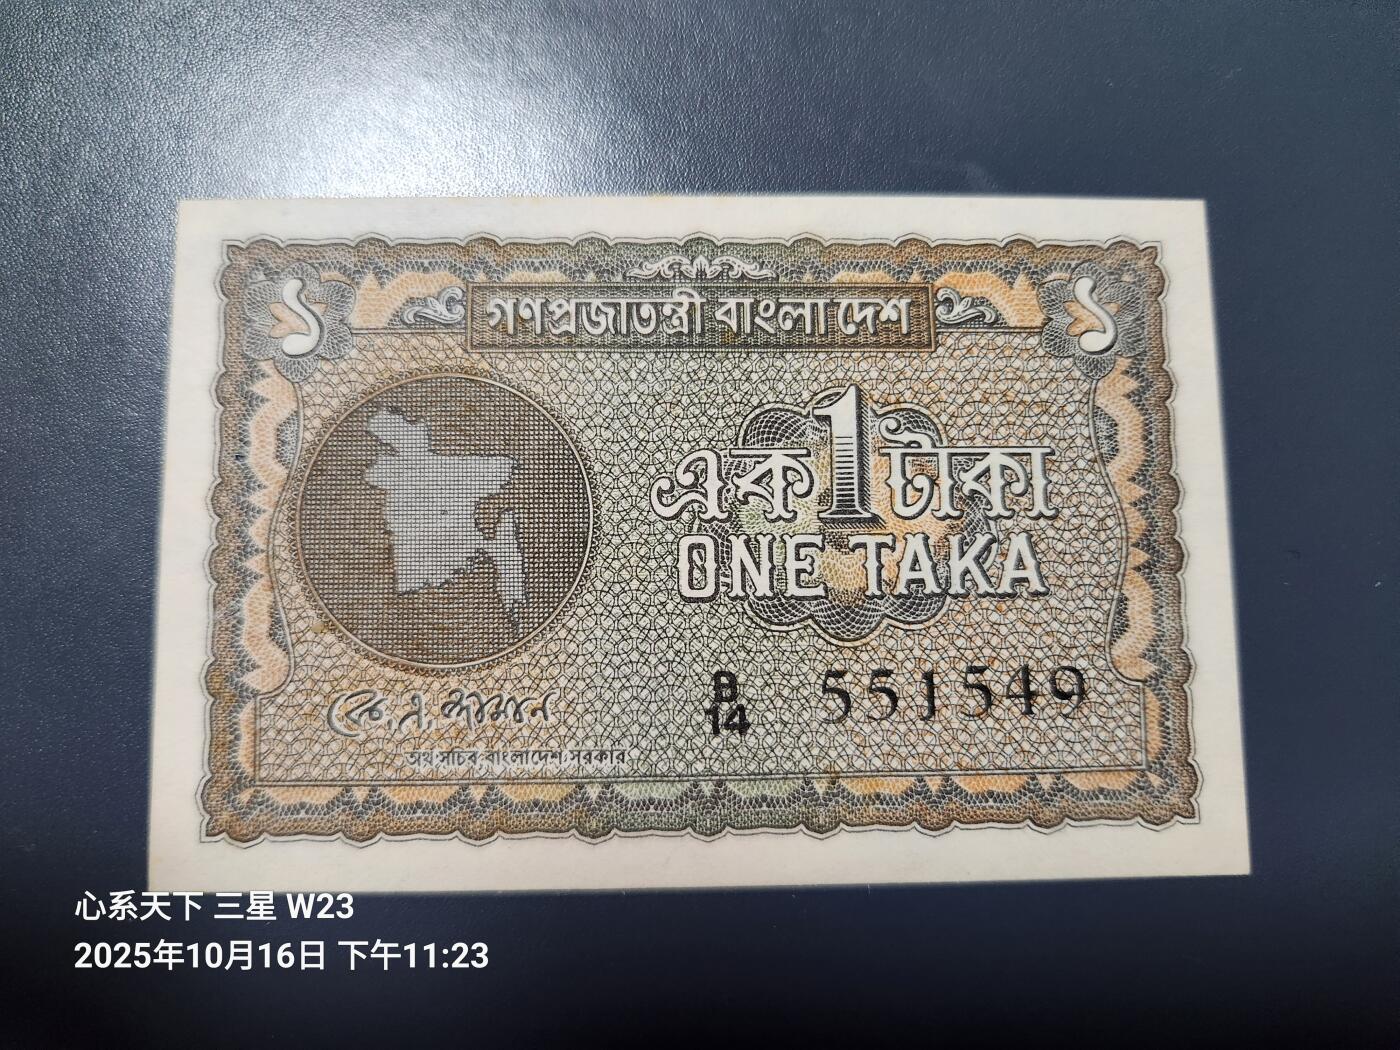 ১ গণপ্রজাতন্ত্রী বাংলাদেশ ১
এক 1 টাকা
ONE TAKA
B
14 551549
কে, এ, জামান
অর্থ সচিব, বাংলাদেশ সরকার
心系天下 三星 W23
2025年10月16日 下午11:23